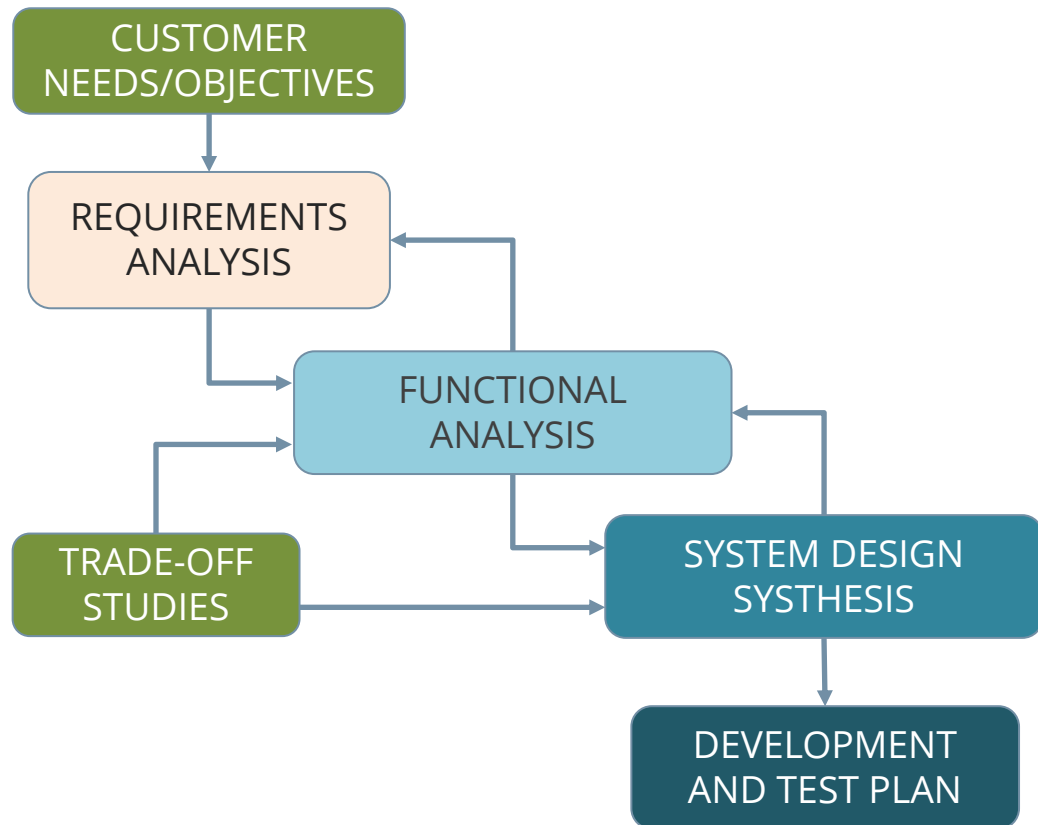 CUSTOMER
NEEDS/OBJECTIVES
REQUIREMENTS
ANALYSIS
FUNCTIONAL
ANALYSIS
TRADE-OFF
STUDIES
SYSTEM DESIGN
SYSTHESIS
DEVELOPMENT
AND TEST PLAN